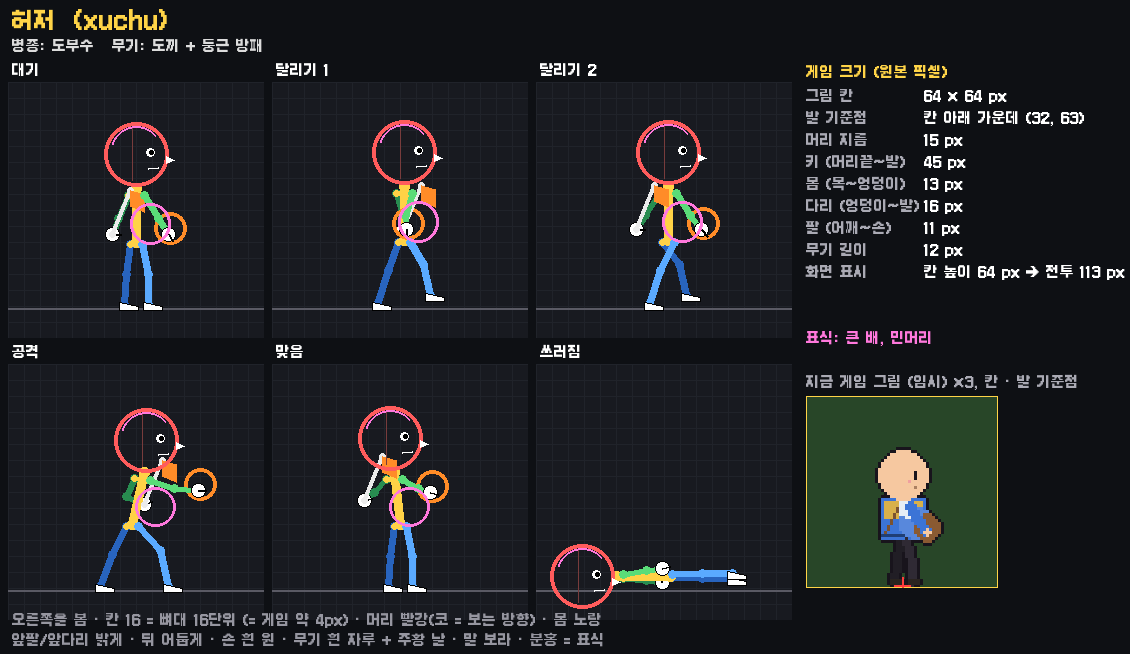 허저 (xuchu)
병종: 도부수 무기: 도끼 + 둥근 방패
대기
달리기 1
달리기 2
공격
맞음
쓰러짐
게임 크기 (원본 픽셀)
그림 칸 64 × 64 px
발 기준점 칸 아래 가운데 (32, 63)
머리 지름 15 px
키 (머리끝~발) 45 px
몸 (목~엉덩이) 13 px
다리 (엉덩이~발) 16 px
팔 (어깨~손) 11 px
무기 길이 12 px
화면 표시 칸 높이 64 px → 전투 113 px
표식: 큰 배, 민머리
지금 게임 그림 (임시) ×3, 칸 · 발 기준점
오른쪽을 봄 · 칸 16 = 뼈대 16단위 (= 게임 약 4px) · 머리 빨강(코 = 보는 방향) · 몸 노랑
앞팔/앞다리 밝게 · 뒤 어둡게 · 손 흰 원 · 무기 흰 자루 + 주황 날 · 말 보라 · 분홍 = 표식